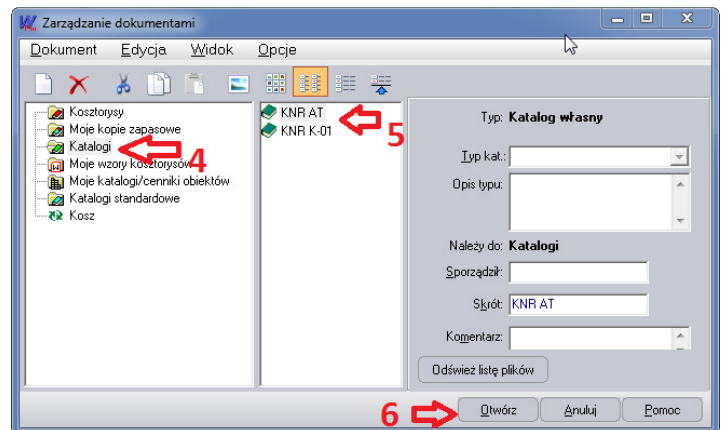 Zarządzanie dokumentami
Dokument Edycja Widok Opcje
Kosztorysy
Moje kopie zapasowe
Katalogi
4
Moje wzory kosztorysów
Moje katalogi/cenniki obiektów
Katalogi standardowe
Kosz
KNR AT
5
KNR K-01
Typ: Katalog własny
Typ kat.:
Opis typu:
Należy do: Katalogi
Sporządził:
Skrót: KNR AT
Komentarz:
Odśwież listę plików
6
Otwórz Anuluj Pomoc